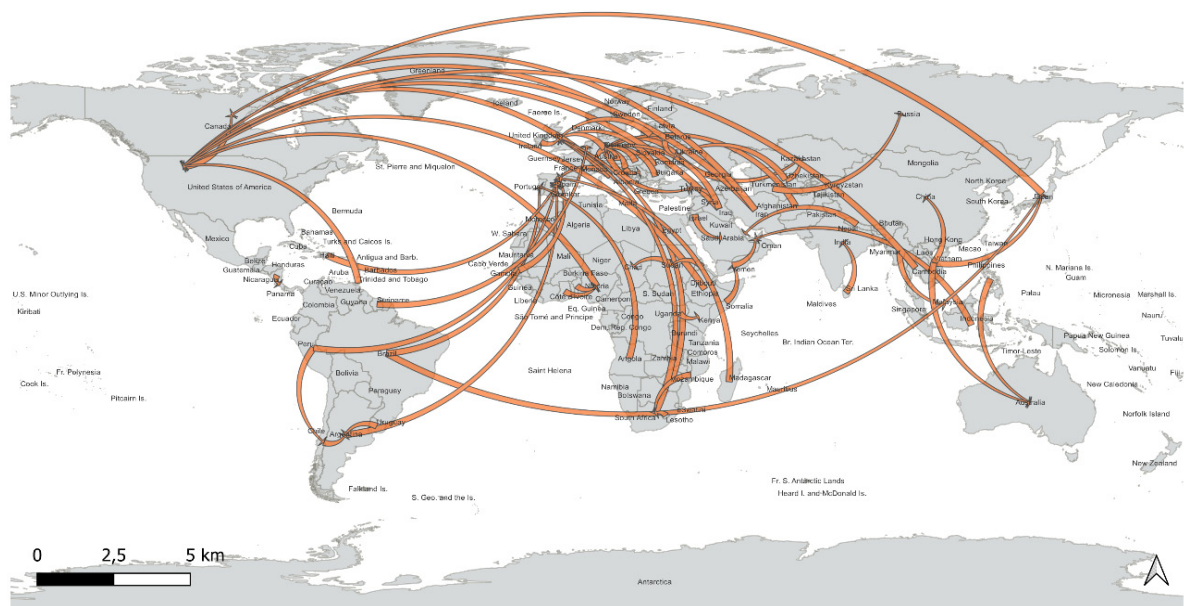 Greenland
Iceland
Faeroe Is.
Norway
Sweden
Finland
Russia
Canada
Denmark
Latvia
Belarus
United Kingdom
Ireland
Guernsey
Jersey
Slovakia
Ukraine
Austria
France
Romania
Kazakhstan
Mongolia
St. Pierre and Miquelon
Bulgaria
Georgia
Uzbekistan
Kyrgyzstan
North Korea
United States of America
Portugal
Spain
Albania
Greece
Turkey
Azerbaijan
Turkmenistan
Tajikistan
China
South Korea
Japan
Gibraltar
Malta
Tunisia
Syria
Afghanistan
Bermuda
Morocco
Algeria
Libya
Egypt
Palestine
Israel
Iraq
Iran
Kuwait
Pakistan
Nepal
Bhutan
Mexico
Bahamas
Cuba
Turks and Caicos Is.
W. Sahara
Saudi Arabia
Oman
India
Myanmar
Hong Kong
Taiwan
Macao
Laos
Vietnam
Belize
Haiti
Antigua and Barb.
Guatemala
Honduras
Nicaragua
Aruba
Barbados
Curaçao
Trinidad and Tobago
Cabo Verde
Mauritania
Gambia
Mali
Niger
Chad
Sudan
Yemen
Djibouti
Cambodia
Philippines
N. Mariana Is.
Guam
U.S. Minor Outlying Is.
Kiribati
Panama
Venezuela
Colombia
Guyana
Suriname
Guinea
Liberia
Burkina Faso
Côte d'Ivoire
Nigeria
Cameroon
Eq. Guinea
São Tomé and Principe
S. Sudan
Ethiopia
Somalia
Sri Lanka
Maldives
Malaysia
Singapore
Palau
Micronesia
Marshall Is.
Nauru
Ecuador
Congo
Dem. Rep. Congo
Uganda
Kenya
Burundi
Tanzania
Seychelles
Br. Indian Ocean Ter.
Indonesia
Papua New Guinea
Solomon Is.
Tuvalu
Timor-Leste
Peru
Brazil
Angola
Zambia
Comoros
Malawi
Fr. Polynesia
Cook Is.
Pitcairn Is.
Bolivia
Paraguay
Saint Helena
Namibia
Botswana
Mozambique
Madagascar
Mauritius
Vanuatu
New Caledonia
Fiji
Australia
Norfolk Island
Chile
Argentina
Uruguay
South Africa
Lesotho
New Zealand
Falkland Is.
S. Geo. and the Is.
Fr. S. Antarctic Lands
Heard I. and McDonald Is.
0 2,5 5 km
Antarctica